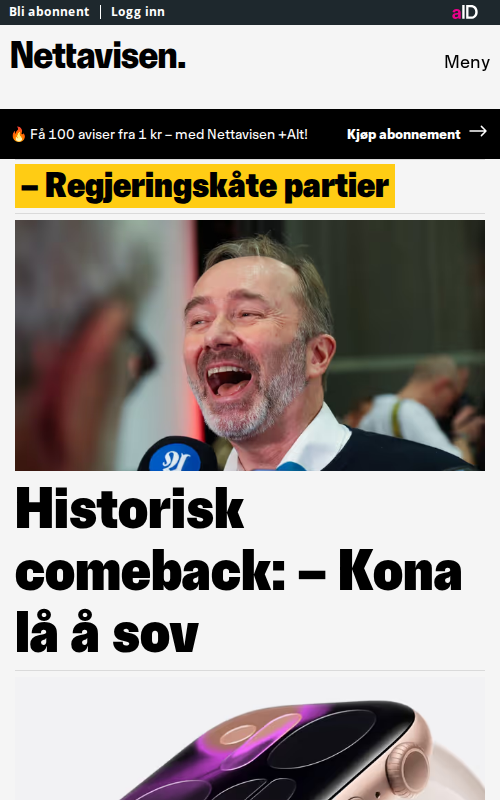 Bli abonnent | Logg inn
aID
Nettavisen.
Meny
🔥 Få 100 aviser fra 1 kr – med Nettavisen +Alt!
Kjøp abonnement →
– Regjeringskåte partier
Historisk
comeback: – Kona
lå å sov